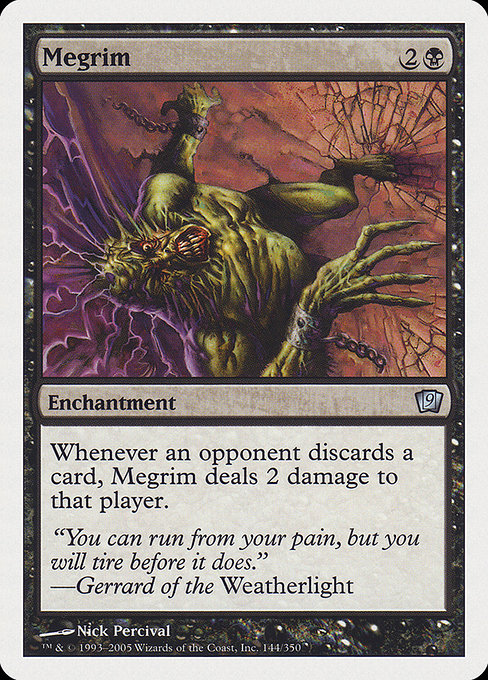 Megrim 2
Enchantment 9
Whenever an opponent discards a
card, Megrim deals 2 damage to
that player.
“You can run from your pain, but you
will tire before it does.”
—Gerrard of the Weatherlight
Nick Percival
™ & © 1993–2005 Wizards of the Coast, Inc. 144/350